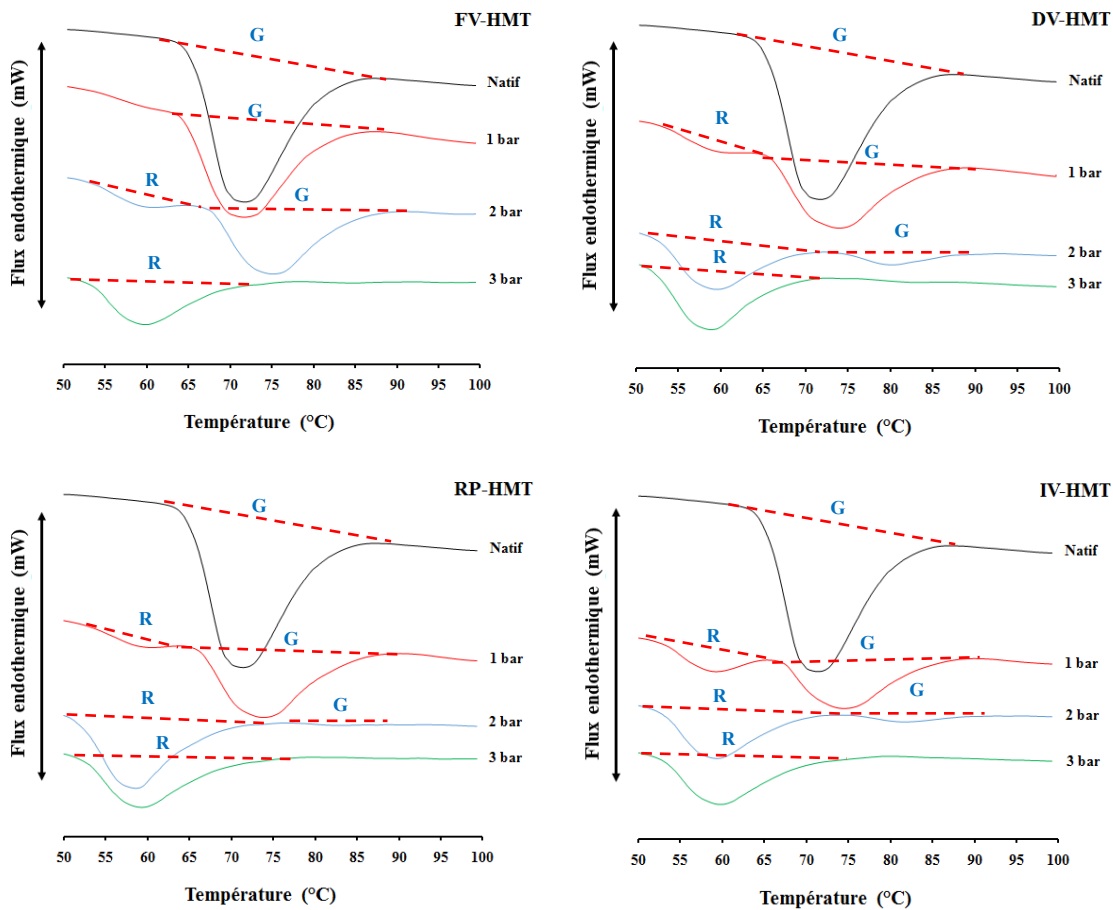 FV-HMT
G
Natif
G
1 bar
R
G
2 bar
R
3 bar
Flux endothermique (mW)
50 55 60 65 70 75 80 85 90 95 100
Température (°C)
DV-HMT
G
Natif
R
G
1 bar
R
G
2 bar
R
3 bar
Flux endothermique (mW)
50 55 60 65 70 75 80 85 90 95 100
Température (°C)
RP-HMT
G
Natif
R
G
1 bar
R
G
2 bar
R
3 bar
Flux endothermique (mW)
50 55 60 65 70 75 80 85 90 95 100
Température (°C)
IV-HMT
G
Natif
R
G
1 bar
R
G
2 bar
R
3 bar
Flux endothermique (mW)
50 55 60 65 70 75 80 85 90 95 100
Température (°C)